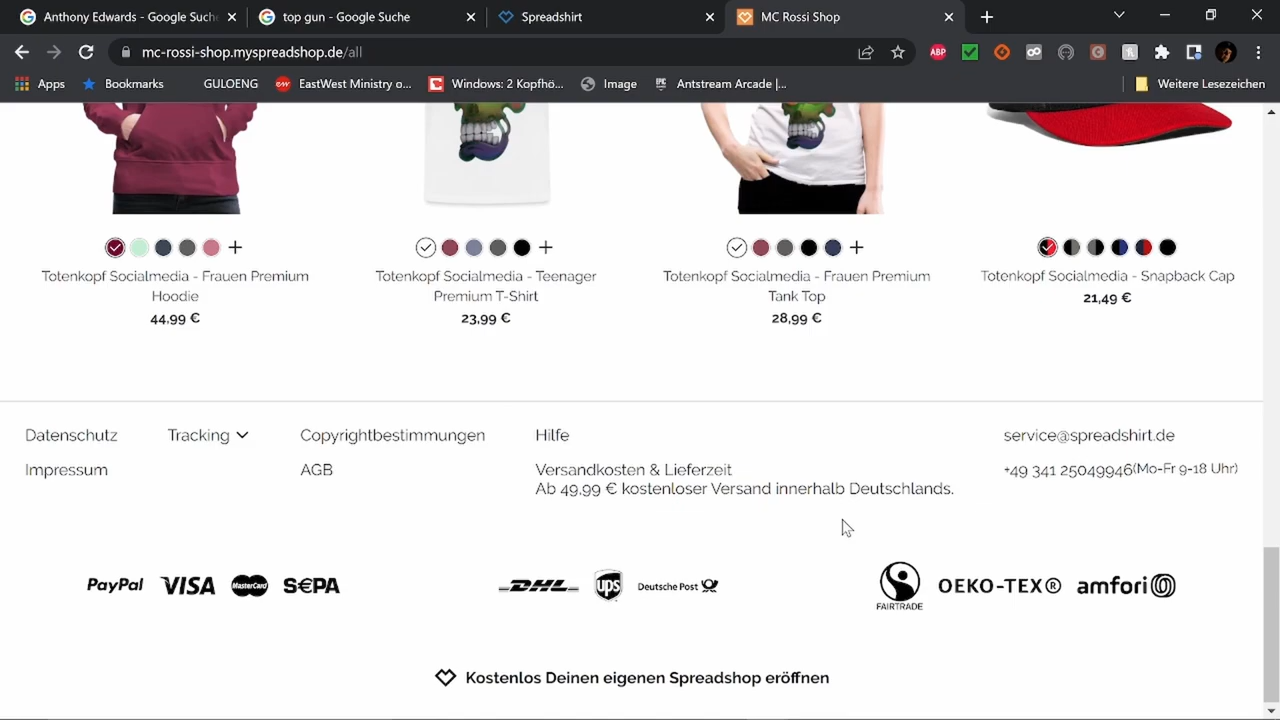 Anthony Edwards - Google Suche
top gun - Google Suche
Spreadshirt
MC Rossi Shop
mc-rossi-shop.myspreadshop.de/all
ABP
Apps
Bookmarks
GULOENG
EastWest Ministry o...
Windows: 2 Kopfho...
Image
Antstream Arcade |...
Weitere Lesezeichen
Totenkopf Socialmedia - Frauen Premium
Hoodie
44,99 €
Totenkopf Socialmedia - Teenager
Premium T-Shirt
23,99 €
Totenkopf Socialmedia - Frauen Premium
Tank Top
28,99 €
Totenkopf Socialmedia - Snapback Cap
21,49 €
Datenschutz
Tracking
Copyrightbestimmungen
Hilfe
service@spreadshirt.de
Impressum
AGB
Versandkosten & Lieferzeit
Ab 49.99 € kostenloser Versand innerhalb Deutschlands.
+49 341 25049946(Mo-Fr 9-18 Uhr)
PayPal
VISA
MasterCard
S€PA
DHL
ups
Deutsche Post
FAIRTRADE
OEKO-TEX®
amfori
Kostenlos Deinen eigenen Spreadshop eröffnen